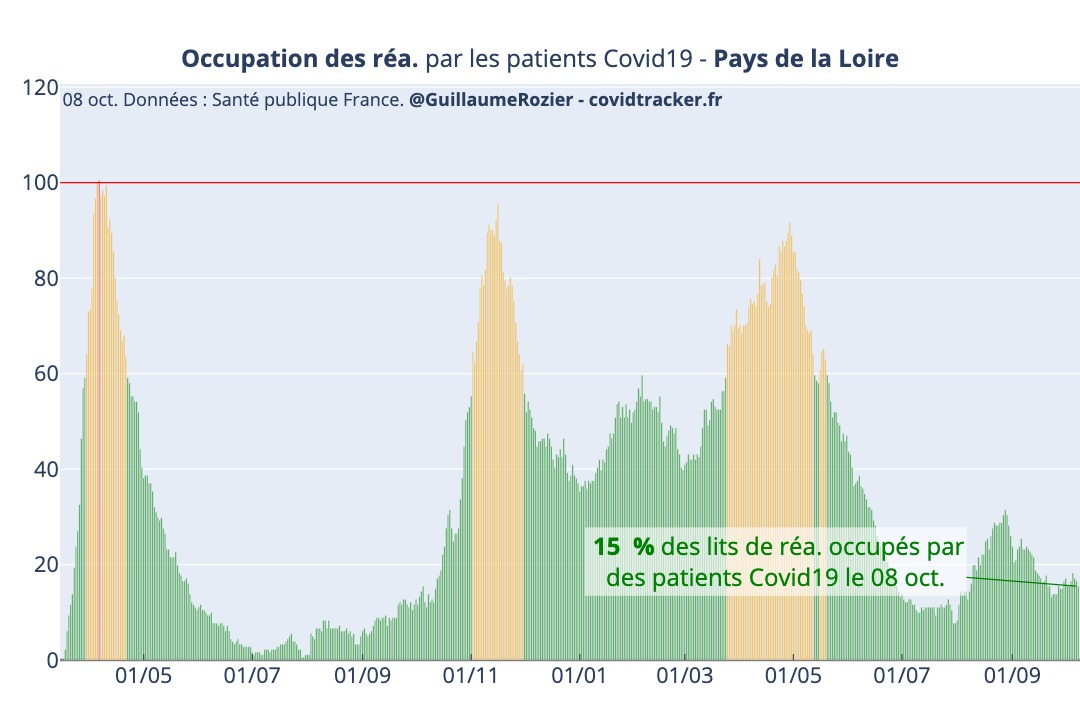 Occupation des réa. par les patients Covid19 - Pays de la Loire
120
08 oct. Données : Santé publique France. @GuillaumeRozier - covidtracker.fr
100
80
60
40
15 % des lits de réa. occupés par
des patients Covid19 le 08 oct.
20
0
01/05 01/07 01/09 01/11 01/01 01/03 01/05 01/07 01/09